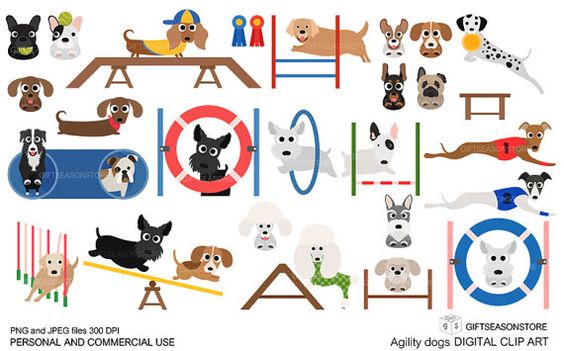 GIFTSEASONSTORE
GIFTSEASONSTORE
GIFTSEASONSTORE
GIFTSEASONSTORE
PNG and JPEG files 300 DPI
PERSONAL AND COMMERCIAL USE
g s
GIFTSEASONSTORE
Agility dogs DIGITAL CLIP ART